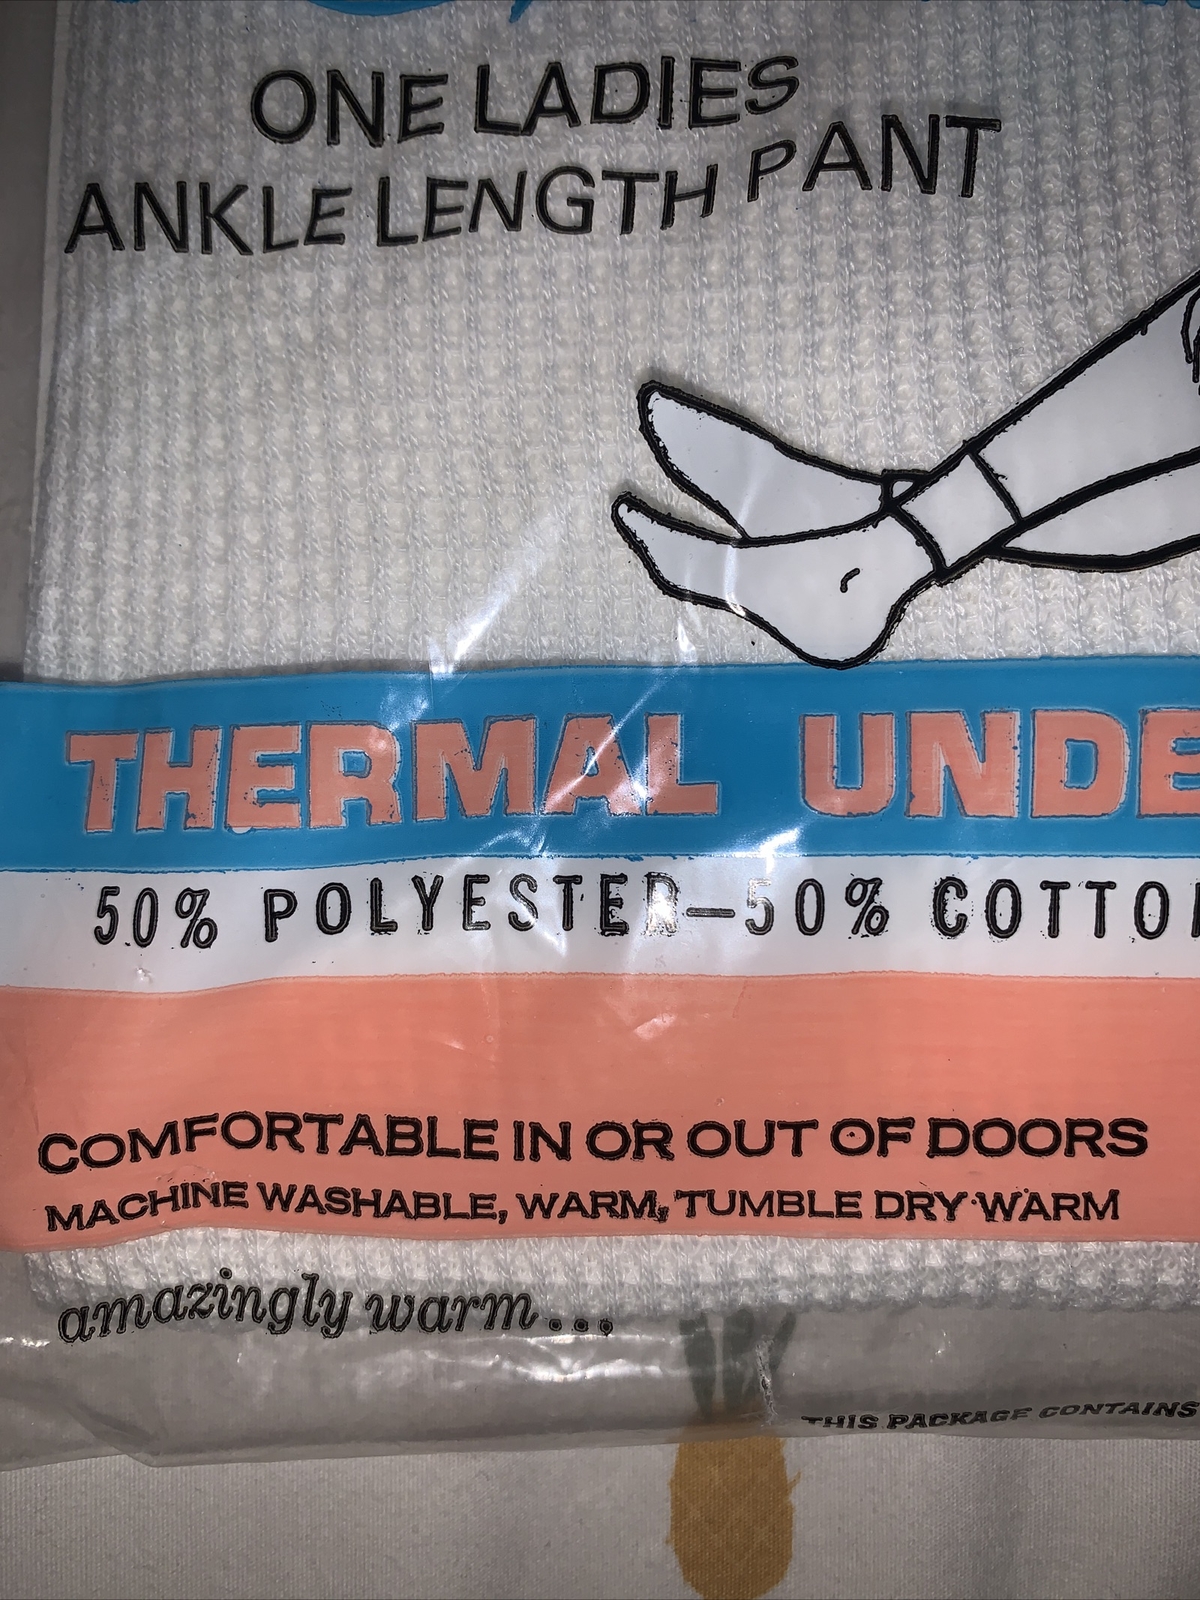 ONE LADIES
ANKLE LENGTH PANT
THERMAL UNDE
50% POLYESTER—50% COTTO
COMFORTABLE IN OR OUT OF DOORS
MACHINE WASHABLE, WARM, TUMBLE DRY WARM
amazingly warm...
THIS PACKAGE CONTAINS